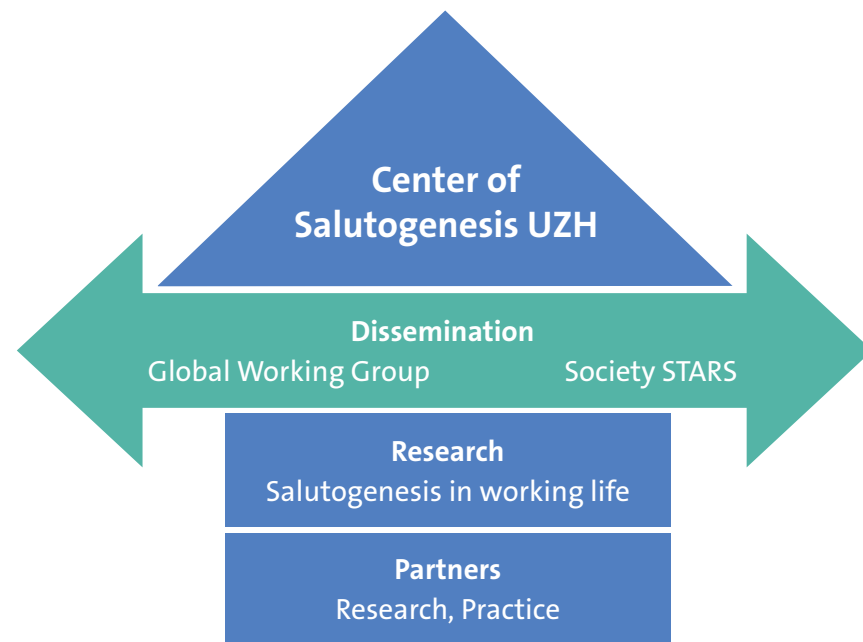 Center of
Salutogenesis UZH
Dissemination
Global Working Group Society STARS
Research
Salutogenesis in working life
Partners
Research, Practice